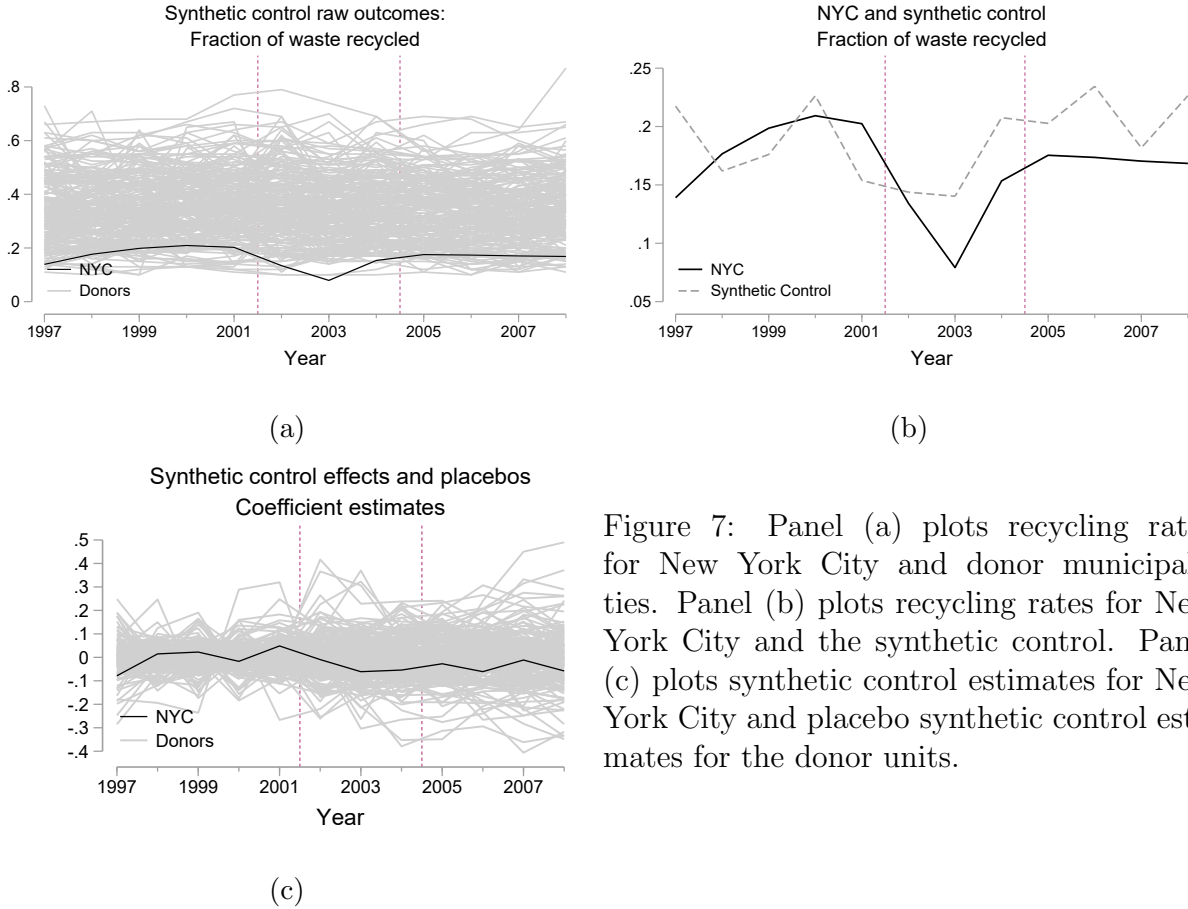 Synthetic control raw outcomes:
Fraction of waste recycled
.8
.6
.4
.2
0
NYC
Donors
1997
1999
2001
2003
2005
2007
Year
(a)
NYC and synthetic control
Fraction of waste recycled
.25
.2
.15
.1
.05
NYC
Synthetic Control
1997
1999
2001
2003
2005
2007
Year
(b)
Synthetic control effects and placebos
Coefficient estimates
.5
.4
.3
.2
.1
0
-.1
-.2
-.3
-.4
NYC
Donors
1997
1999
2001
2003
2005
2007
Year
(c)
Figure 7: Panel (a) plots recycling rat
for New York City and donor municipal
ties. Panel (b) plots recycling rates for Ne
York City and the synthetic control. Pan
(c) plots synthetic control estimates for Ne
York City and placebo synthetic control est
mates for the donor units.